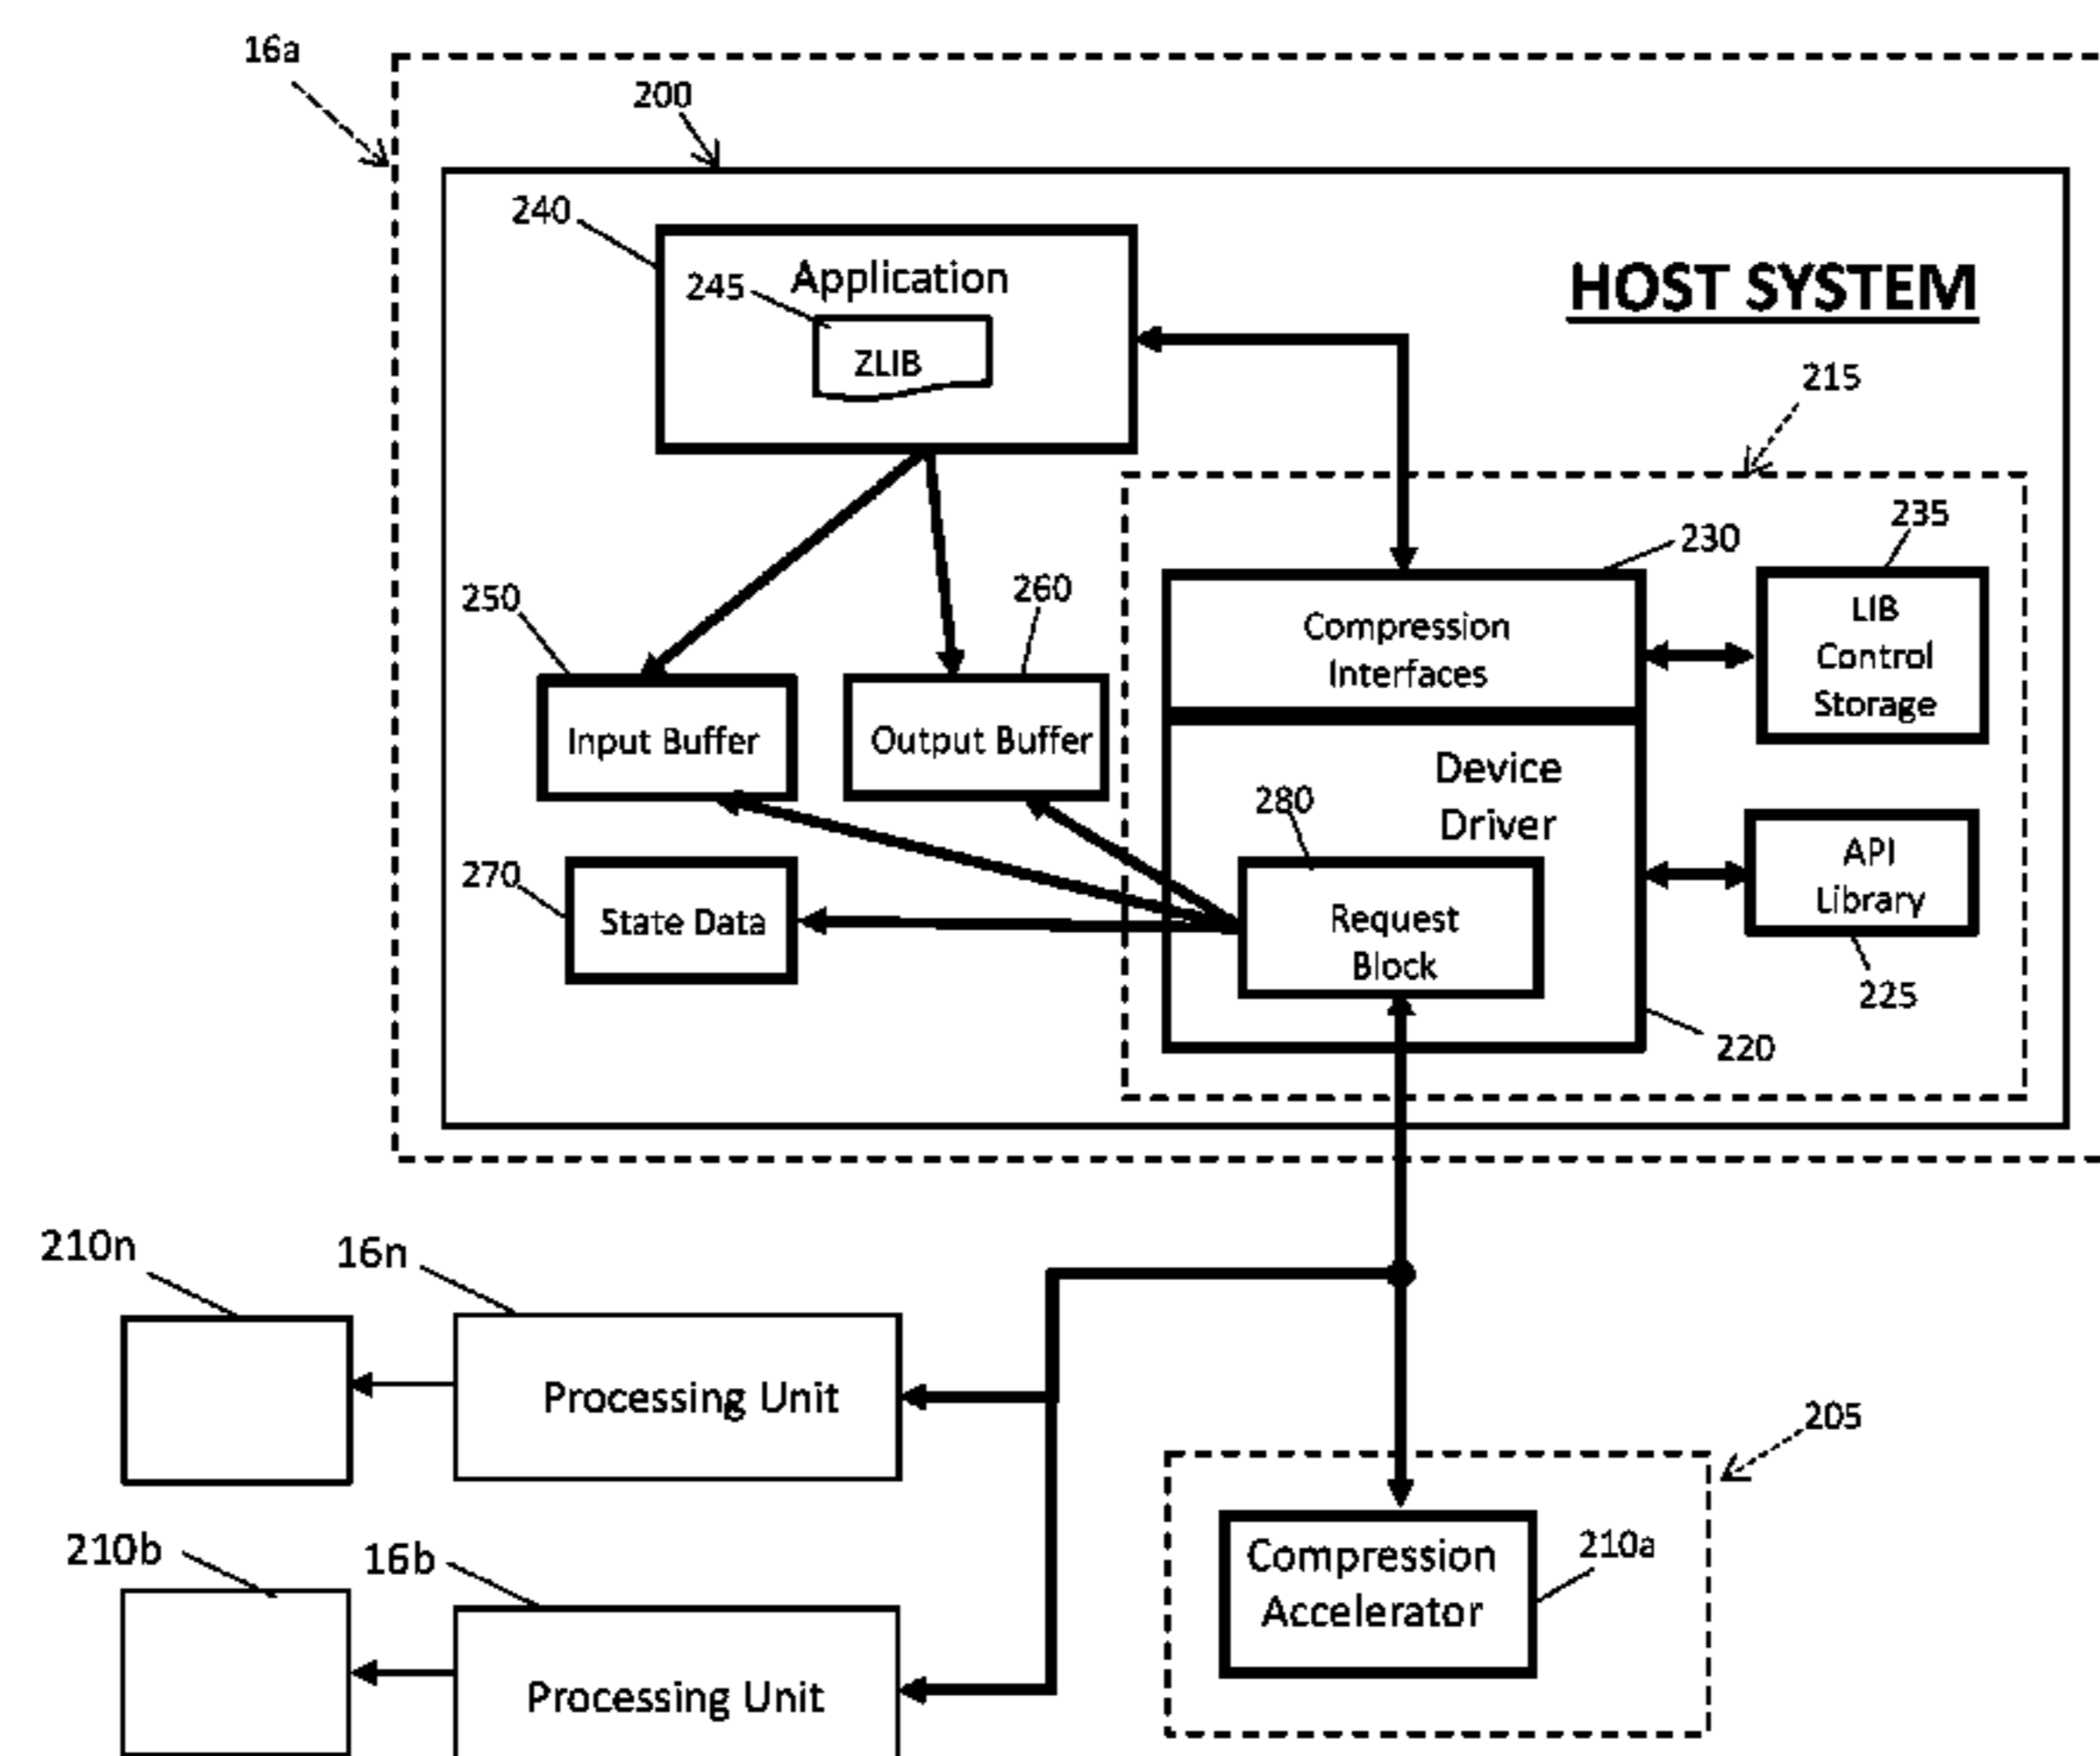 16a
200
240
Application
245
ZLIB
HOST SYSTEM
215
230
235
Compression
Interfaces
LIB
Control
Storage
250
260
Input Buffer
Output Buffer
Device
Driver
280
270
State Data
Request
Block
API
Library
225
220
210n
16n
Processing Unit
205
210b
16b
Processing Unit
Compression
Accelerator
210a